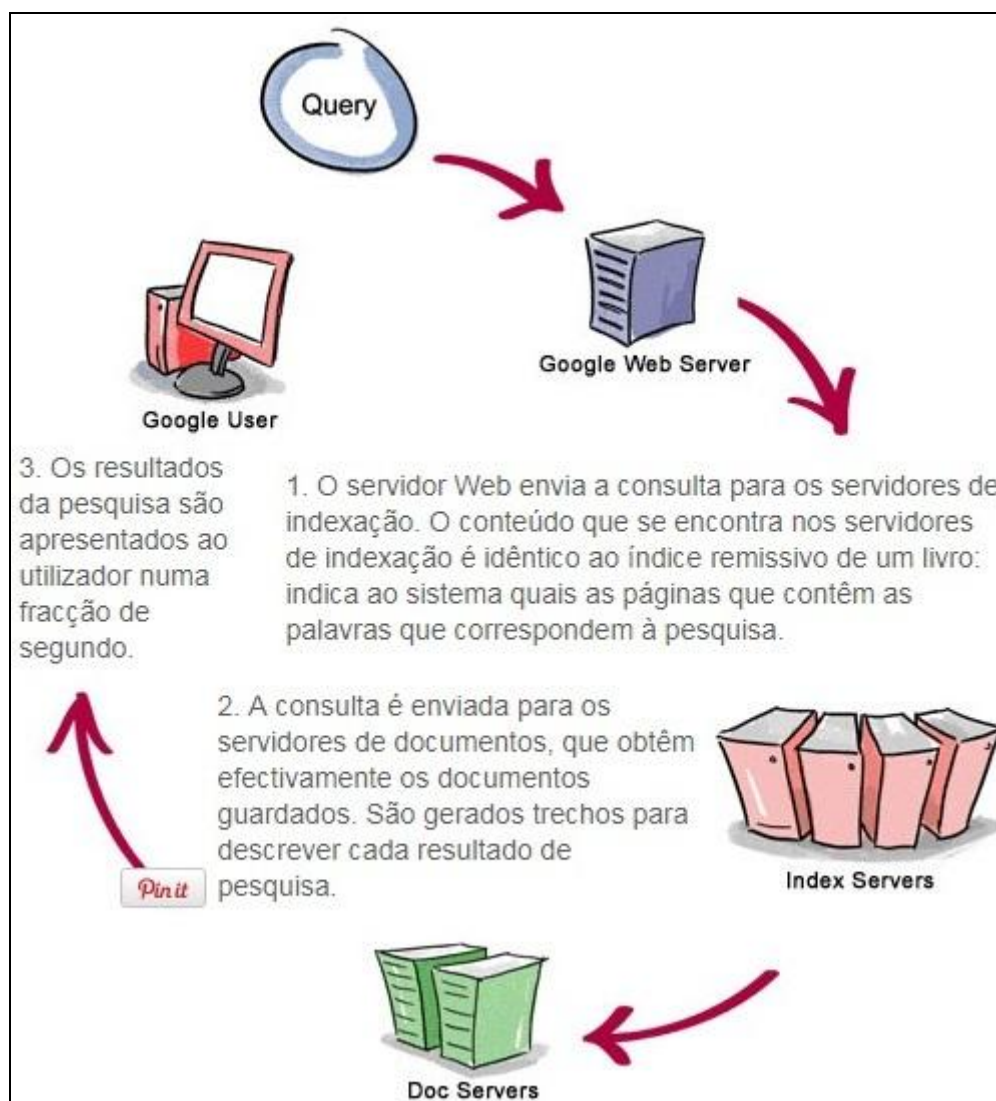 Query
Google Web Server
Google User
1. O servidor Web envia a consulta para os servidores de
indexação. O conteúdo que se encontra nos servidores
de indexação é idêntico ao índice remissivo de um livro:
indica ao sistema quais as páginas que contêm as
palavras que correspondem à pesquisa.
Index Servers
2. A consulta é enviada para os
servidores de documentos, que obtêm
efectivamente os documentos
guardados. São gerados trechos para
descrever cada resultado de
pesquisa.
Pin it
Doc Servers
3. Os resultados
da pesquisa são
apresentados ao
utilizador numa
fracção de
segundo.